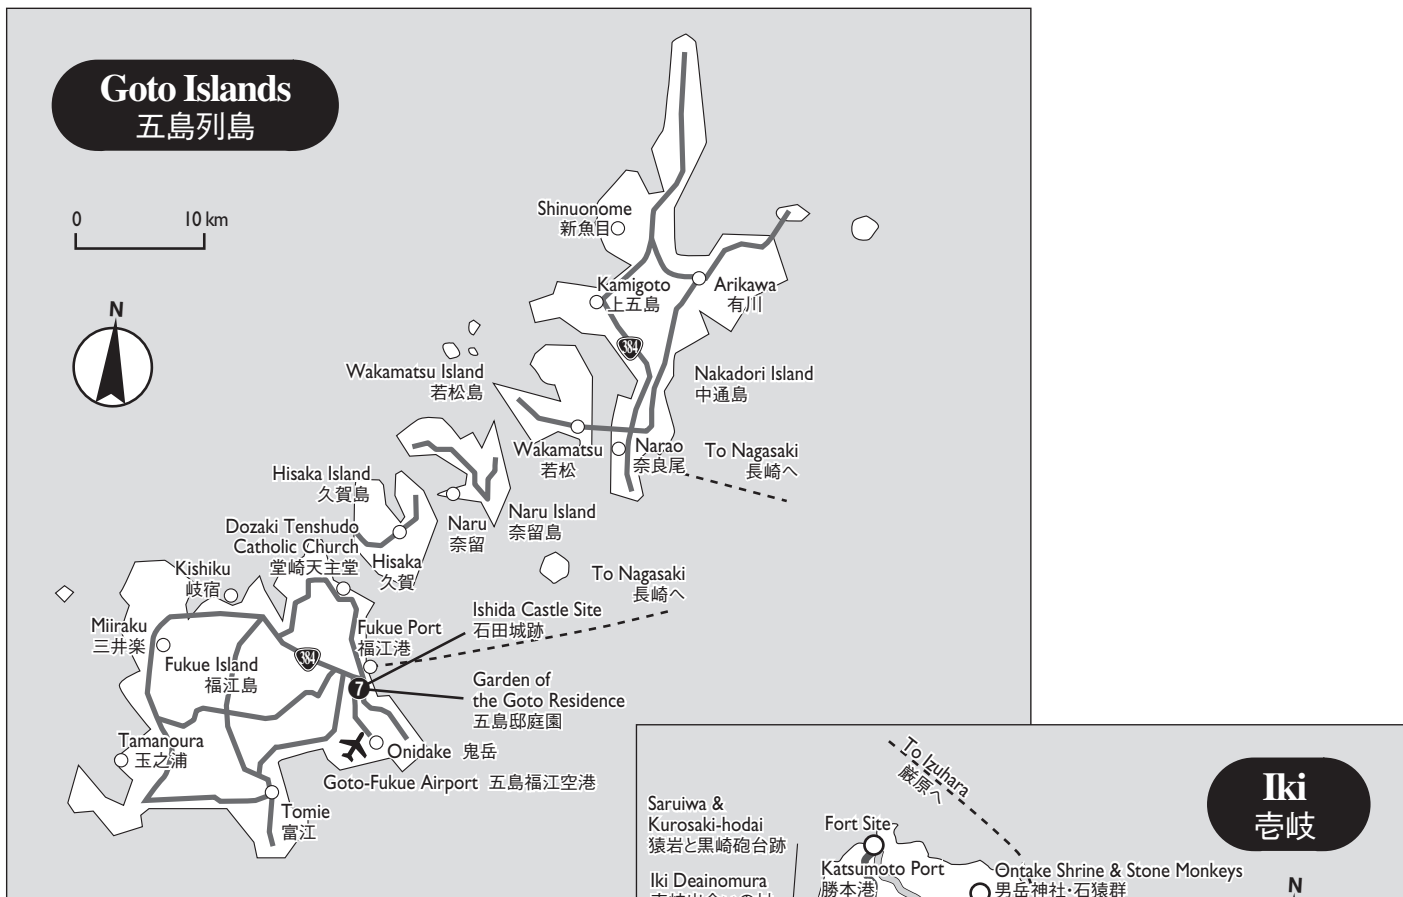 Goto Islands
五島列島
0
10 km
N
Shinuonome
新魚目
Kamigoto
上五島
Arikawa
有川
384
Wakamatsu Island
若松島
Nakadori Island
中通島
Wakamatsu
若松
Narao
奈良尾
To Nagasaki
長崎へ
Hisaka Island
久賀島
Naru
奈留
Naru Island
奈留島
Dozaki Tenshudo
Catholic Church
堂崎天主堂
Hisaka
久賀
Kishiku
岐宿
To Nagasaki
長崎へ
Ishida Castle Site
石田城跡
Miiraku
三井楽
Fukue Port
福江港
384
Fukue Island
福江島
7
Garden of
the Goto Residence
五島邸庭園
Tamanoura
玉之浦
Onidake 鬼岳
Goto-Fukue Airport 五島福江空港
Tomie
富江
To Izuhara
厳原へ
Iki
壱岐
Saruiwa &
Kurosaki-hodai
猿岩と黒崎砲台跡
Fort Site
Katsumoto Port
勝本港
Ontake Shrine & Stone Monkeys
男岳神社・石猿群
Iki Deainomura
N